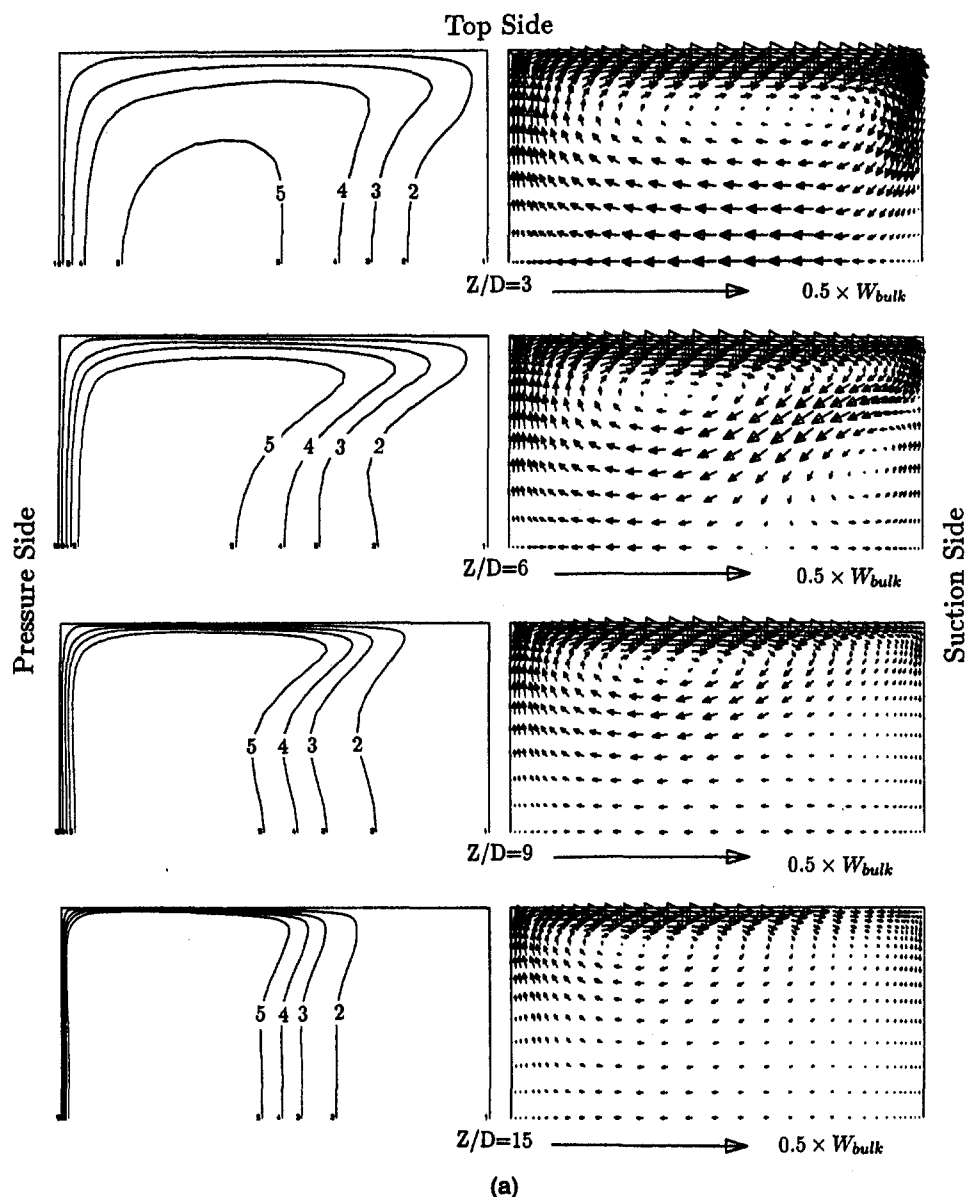 Top Side
5 4 3 2
Z/D=3 0.5 × W_bulk
5 4 3 2
Z/D=6 0.5 × W_bulk
Pressure Side
Suction Side
5 4 3 2
Z/D=9 0.5 × W_bulk
5 4 3 2
Z/D=15 0.5 × W_bulk
(a)